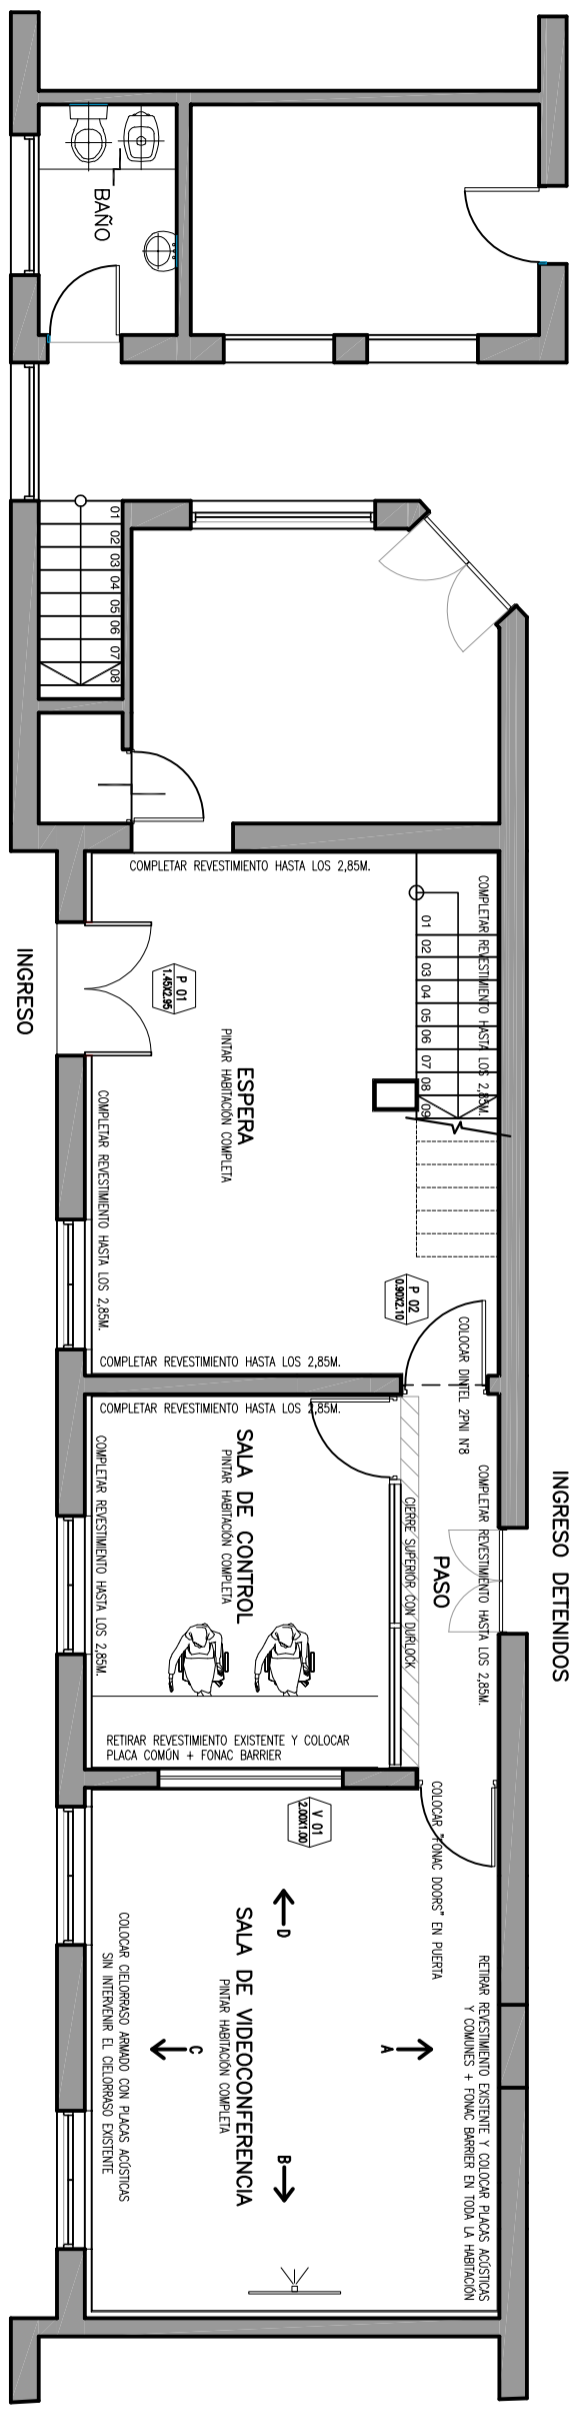 BAÑO
01 02 03 04 05 06 07 08
COMPLETAR REVESTIMIENTO HASTA LOS 2,85M.
COMPLETAR REVESTIMIENTO HASTA LOS 2,85M.
01 02 03 04 05 06 07 08 09
INGRESO
P 01
1.45X2.95
ESPERA
PINTAR HABITACIÓN COMPLETA
COMPLETAR REVESTIMIENTO HASTA LOS 2,85M.
P 02
0.90X2.10
COMPLETAR REVESTIMIENTO HASTA LOS 2,85M.
COLOCAR DINTEL 2PNI Nº8
COMPLETAR REVESTIMIENTO HASTA LOS 2,85M.
INGRESO DETENIDOS
COMPLETAR REVESTIMIENTO HASTA LOS 2,85M.
PASO
CIERRE SUPERIOR CON DURLOCK
SALA DE CONTROL
PINTAR HABITACIÓN COMPLETA
COMPLETAR REVESTIMIENTO HASTA LOS 2,85M.
RETIRAR REVESTIMIENTO EXISTENTE Y COLOCAR
PLACA COMÚN + FONAC BARRIER
V 01
2.00X1.00
COLOCAR "FONAC DOORS" EN PUERTA
RETIRAR REVESTIMIENTO EXISTENTE Y COLOCAR PLACAS ACÚSTICAS
Y COMUNES + FONAC BARRIER EN TODA LA HABITACIÓN
SALA DE VIDEOCONFERENCIA
PINTAR HABITACIÓN COMPLETA
D
A
C
B
COLOCAR CIELORRASO ARMADO CON PLACAS ACÚSTICAS
SIN INTERVENIR EL CIELORRASO EXISTENTE